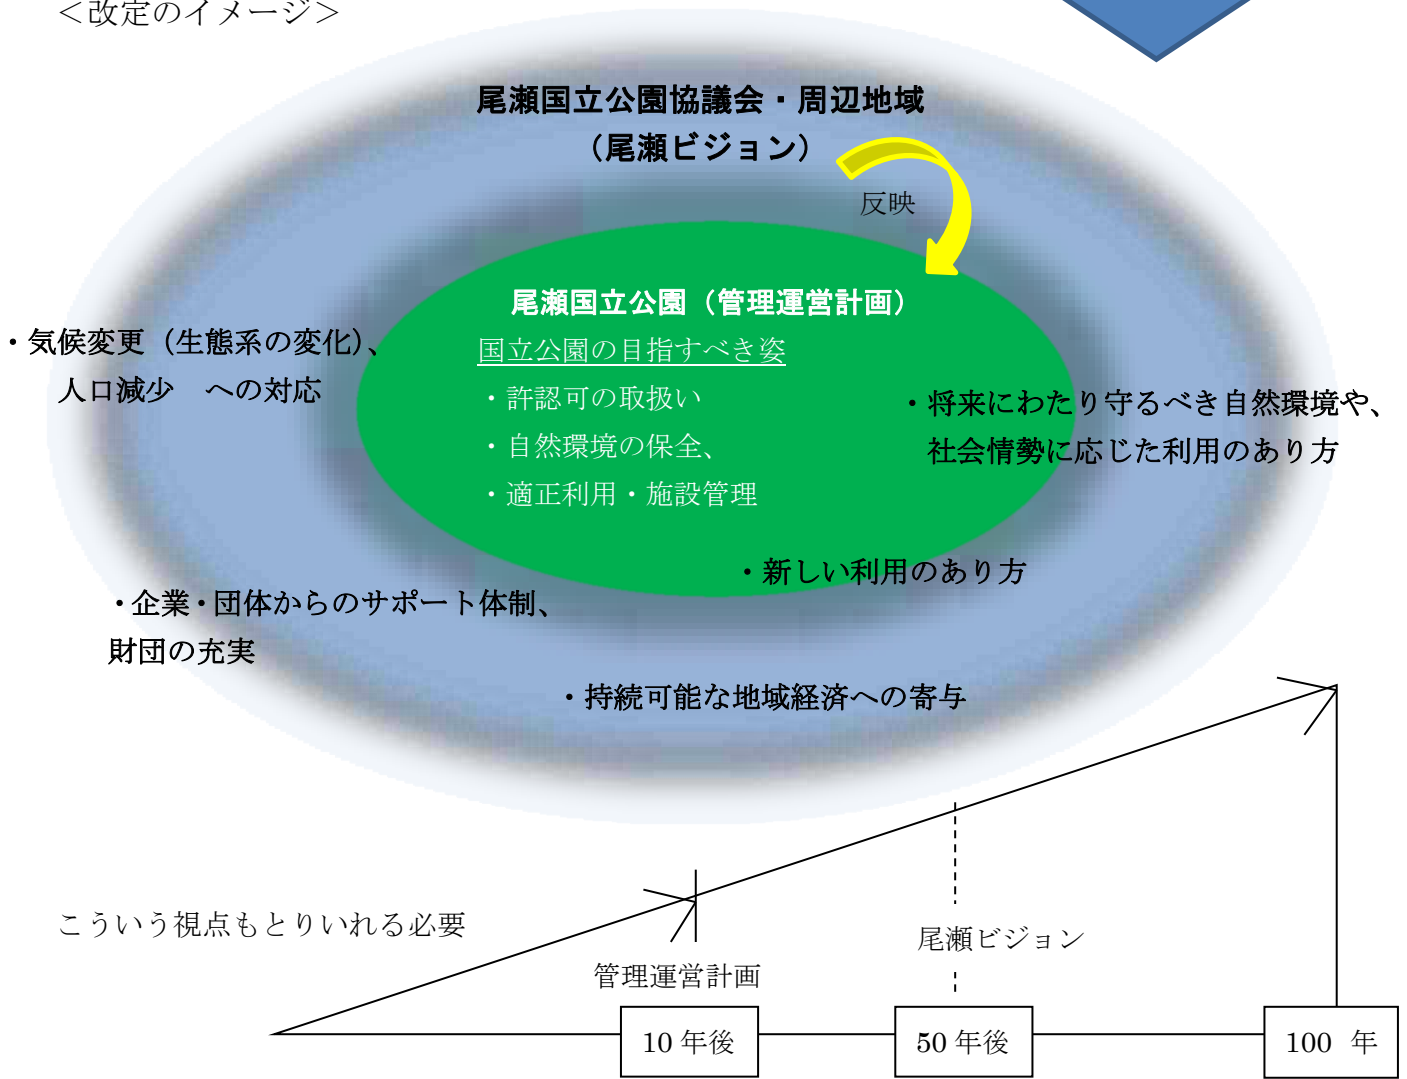 ＜改定のイメージ＞
尾瀬国立公園協議会・周辺地域
（尾瀬ビジョン）
反映
尾瀬国立公園（管理運営計画）
国立公園の目指すべき姿
・許認可の取扱い
・自然環境の保全、
・適正利用・施設管理
・気候変更（生態系の変化）、
人口減少　への対応
・将来にわたり守るべき自然環境や、
社会情勢に応じた利用のあり方
・新しい利用のあり方
・企業・団体からのサポート体制、
財団の充実
・持続可能な地域経済への寄与
こういう視点もとりいれる必要
管理運営計画
尾瀬ビジョン
10 年後
50 年後
100 年